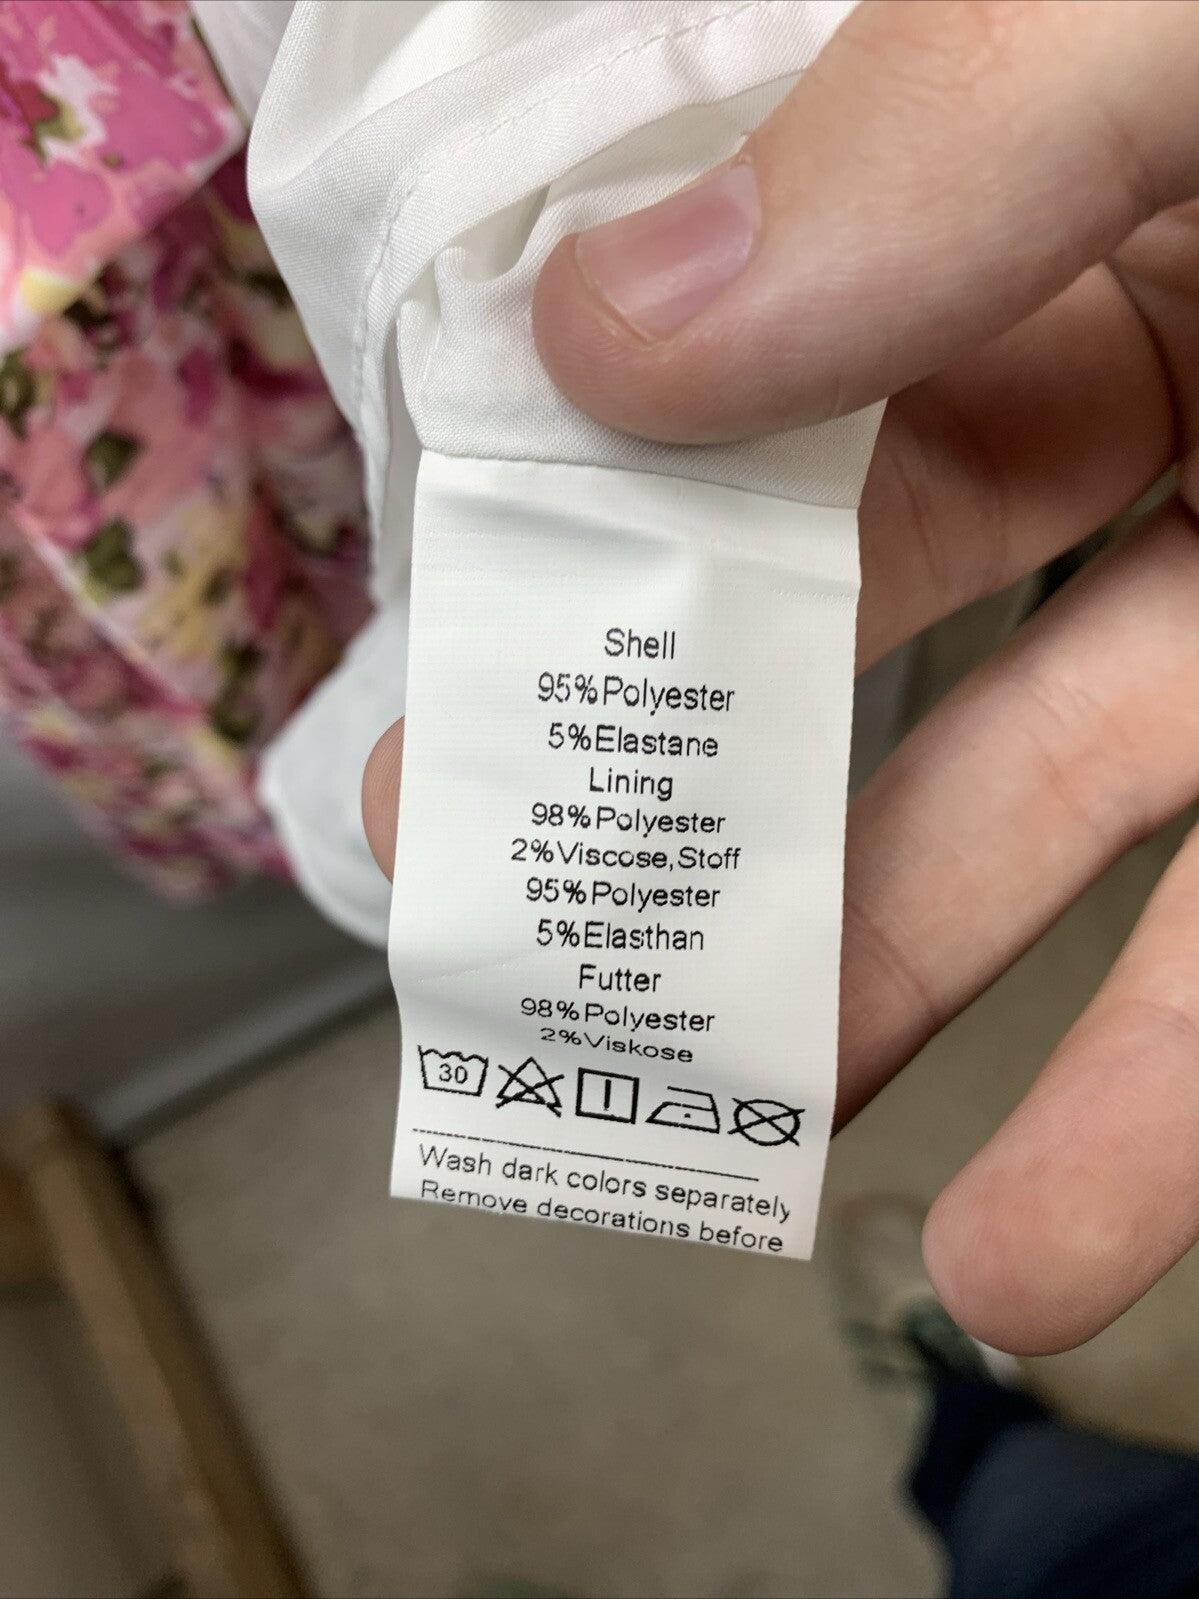 Shell
95%Polyester
5%Elastane
Lining
98%Polyester
2%Viscose,Stoff
95%Polyester
5%Elasthan
Futter
98%Polyester
2%Viskose
30
Wash dark colors separately
Remove decorations before